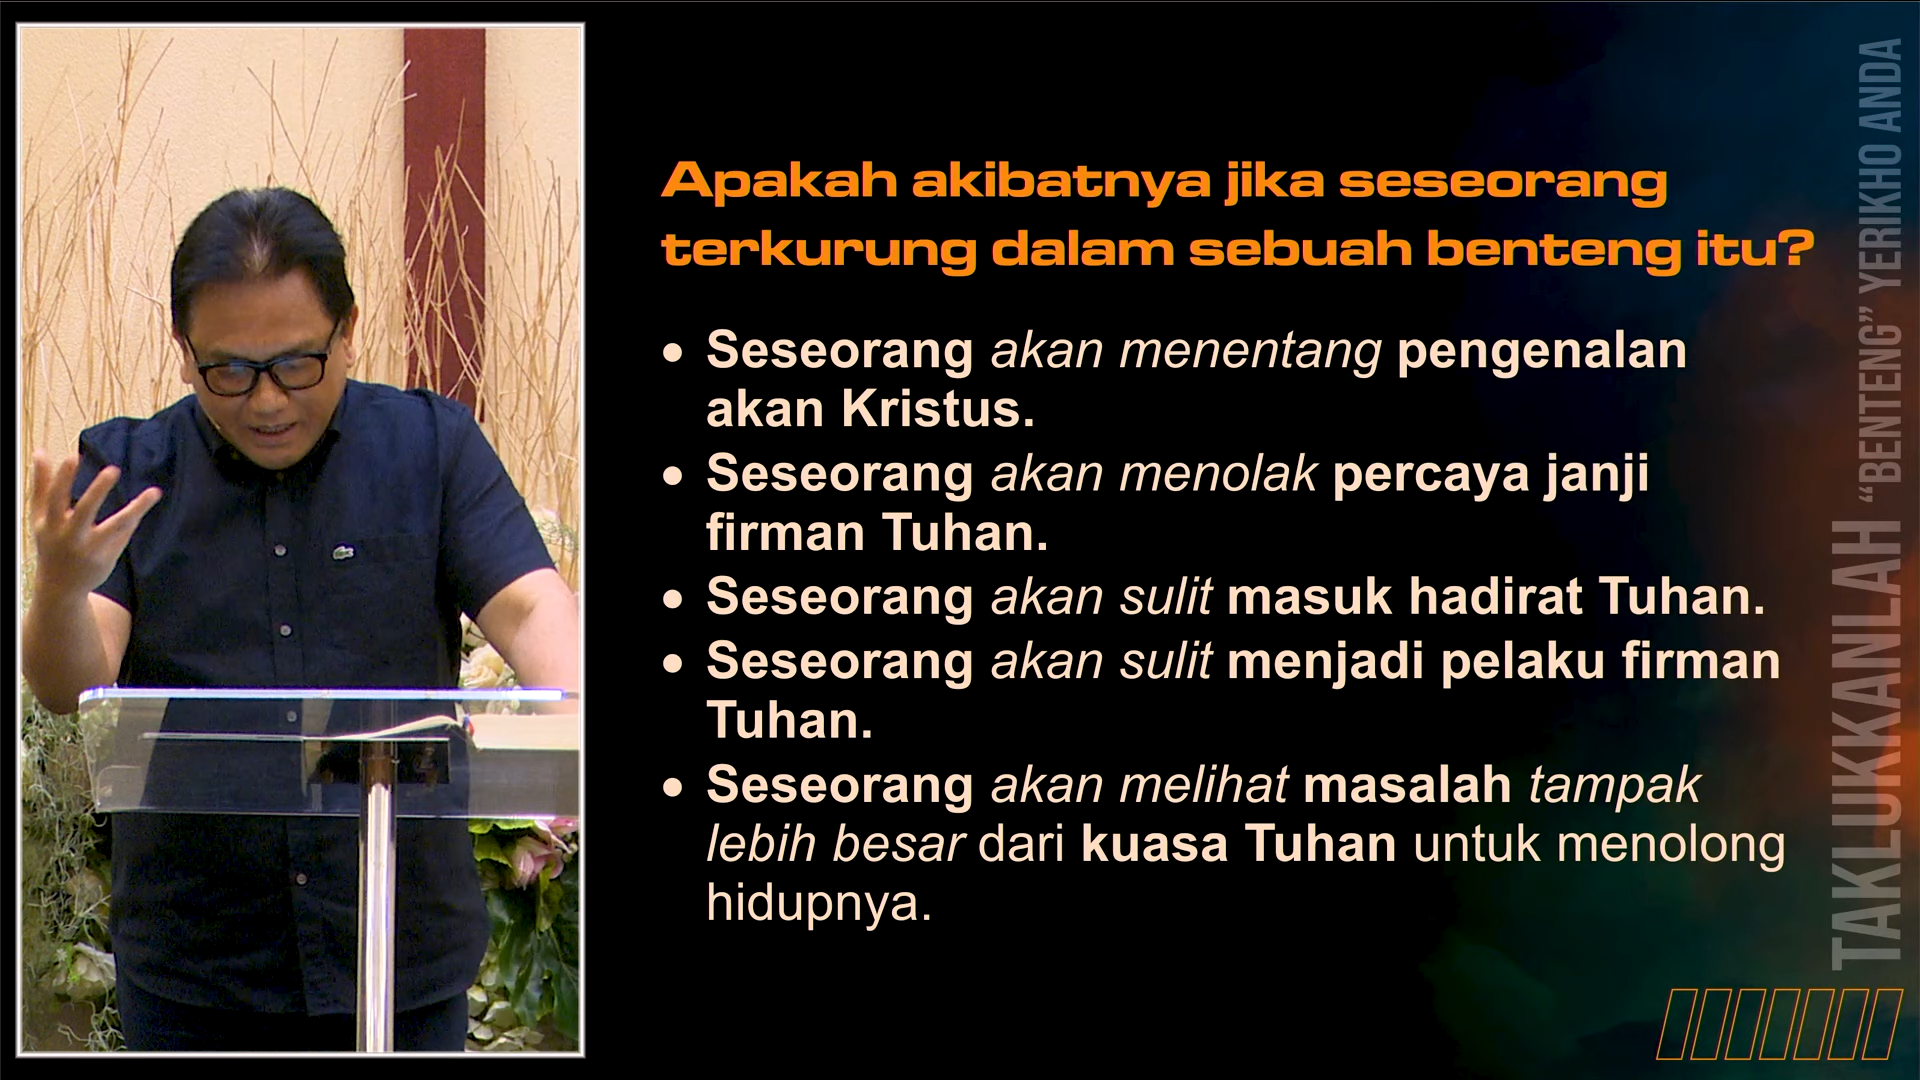 Apakah akibatnya jika seseorang
terkurung dalam sebuah benteng itu?
• Seseorang akan menentang pengenalan
akan Kristus.
• Seseorang akan menolak percaya janji
firman Tuhan.
• Seseorang akan sulit masuk hadirat Tuhan.
• Seseorang akan sulit menjadi pelaku firman
Tuhan.
• Seseorang akan melihat masalah tampak
lebih besar dari kuasa Tuhan untuk menolong
hidupnya.
TAKLUKKANLAH “BENTENG” YERIKHO ANDA